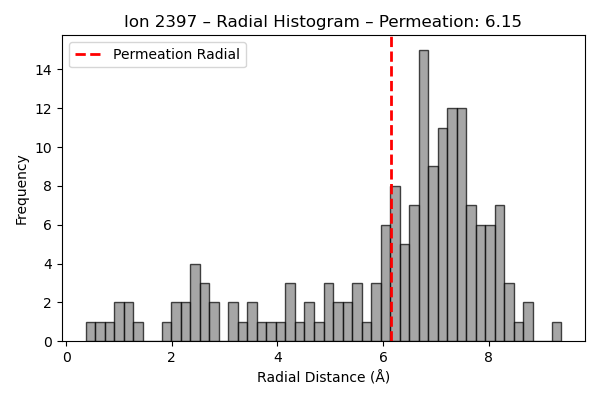 Ion 2397 – Radial Histogram – Permeation: 6.15
Permeation Radial
Frequency
14
12
10
8
6
4
2
0
0 2 4 6 8
Radial Distance (Å)